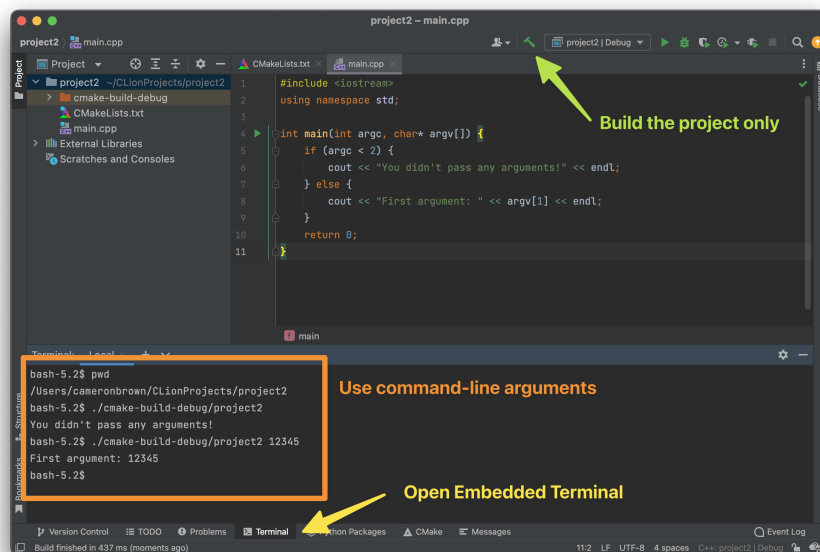 project2 – main.cpp
project2 main.cpp
project2 | Debug
Project
Project
CMakeLists.txt
main.cpp
project2 ~/CLionProjects/project2
cmake-build-debug
CMakeLists.txt
main.cpp
External Libraries
Scratches and Consoles
1 #include <iostream>
2 using namespace std;
3
4 int main(int argc, char* argv[]) {
5 if (argc < 2) {
6 cout << "You didn't pass any arguments!" << endl;
7 } else {
8 cout << "First argument: " << argv[1] << endl;
9 }
10 return 0;
11 }
Build the project only
main
Terminal: Local
bash-5.2$ pwd
/Users/cameronbrown/CLionProjects/project2
bash-5.2$ ./cmake-build-debug/project2
You didn't pass any arguments!
bash-5.2$ ./cmake-build-debug/project2 12345
First argument: 12345
bash-5.2$
Use command-line arguments
Structure
Bookmarks
Open Embedded Terminal
Version Control TODO Problems Terminal Python Packages CMake Messages Event Log
Build finished in 437 ms (moments ago) 11:2 LF UTF-8 4 spaces C++: project2 | Debug